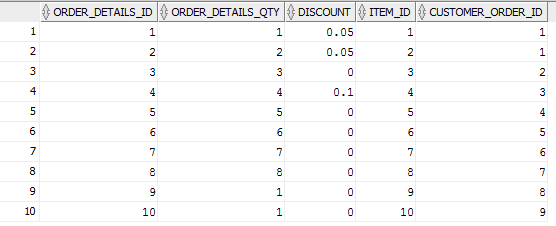 ORDER_DETAILS_ID ORDER_DETAILS_QTY DISCOUNT ITEM_ID CUSTOMER_ORDER_ID
1 1 1 0.05 1 1
2 2 2 0.05 2 1
3 3 3 0 3 2
4 4 4 0.1 4 3
5 5 5 0 5 4
6 6 6 0 6 5
7 7 7 0 7 6
8 8 8 0 8 7
9 9 1 0 9 8
10 10 1 0 10 9